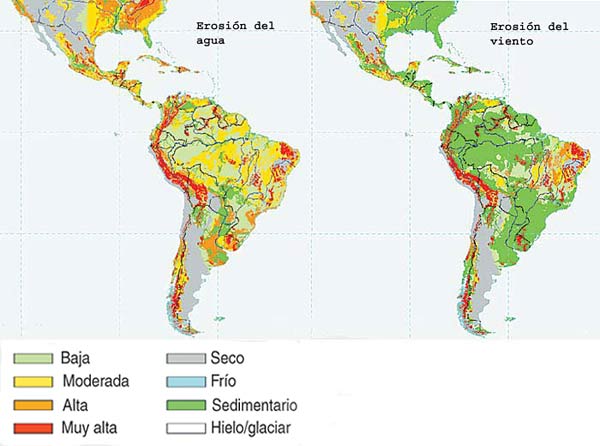 Erosión del
agua
Erosión del
viento
Baja
Moderada
Alta
Muy alta
Seco
Frío
Sedimentario
Hielo/glaciar